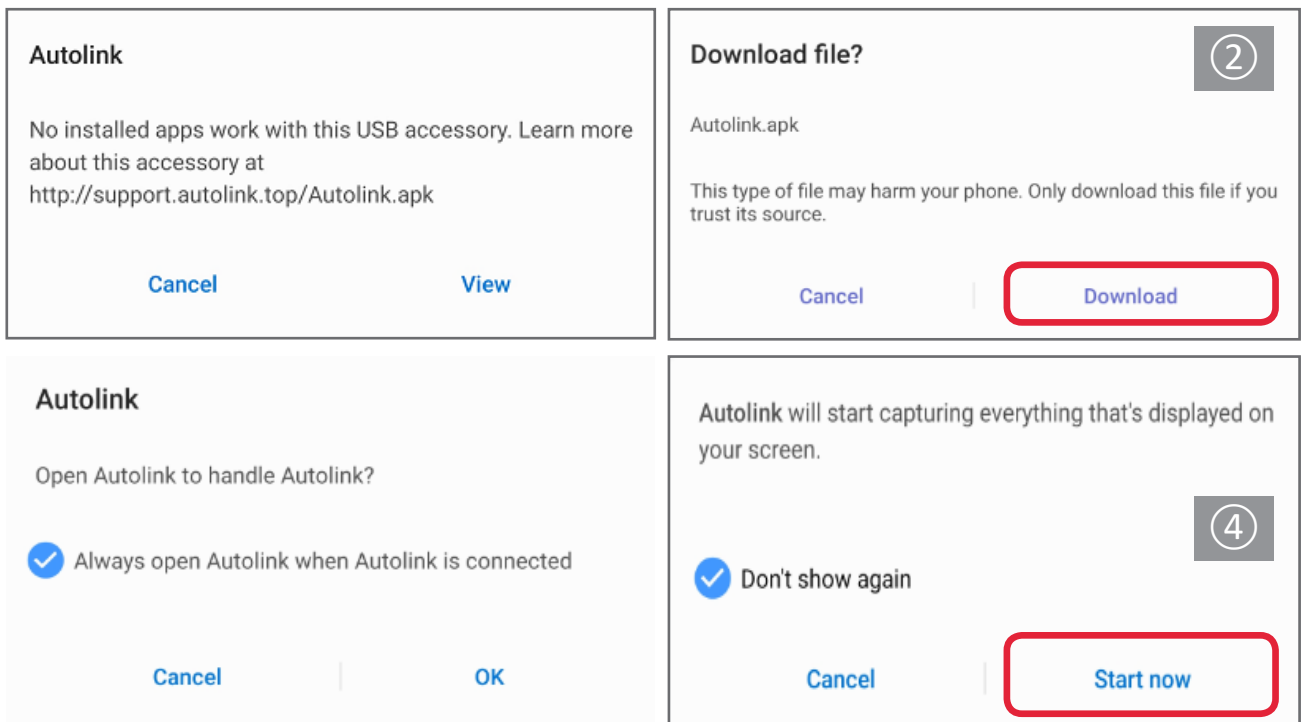 Autolink
No installed apps work with this USB accessory. Learn more
about this accessory at
http://support.autolink.top/Autolink.apk
Cancel View
Download file?
②
Autolink.apk
This type of file may harm your phone. Only download this file if you
trust its source.
Cancel Download
Autolink
Open Autolink to handle Autolink?
Always open Autolink when Autolink is connected
Cancel OK
Autolink will start capturing everything that's displayed on
your screen.
④
Don't show again
Cancel Start now